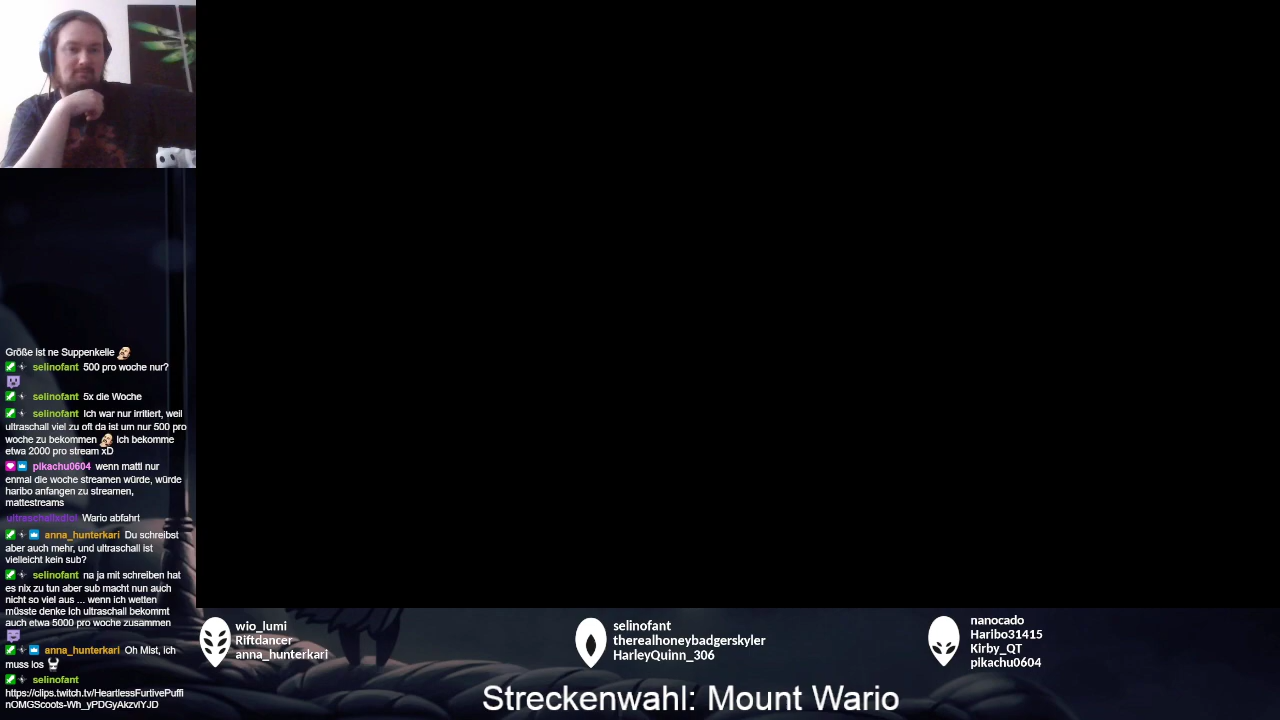 Größe ist ne Suppenkelle
selinofant 500 pro woche nur?
selinofant 5x die Woche
selinofant Ich war nur irritiert, weil
ultraschall viel zu oft da ist um nur 500 pro
woche zu bekommen Ich bekomme
etwa 2000 pro stream xD
pikachu0604 wenn mattl nur
enmal die woche streamen würde, würde
haribo anfangen zu streamen,
mattestreams
Wario abfahrt
anna_hunterkari Du schreibst
aber auch mehr, und ultraschall ist
vielleicht kein sub?
selinofant na ja mit schreiben hat
es nix zu tun aber sub macht nun auch
nicht so viel aus ... wenn ich wetten
müsste denke ich ultraschall bekommt
auch etwa 5000 pro woche zusammen
anna_hunterkari Oh Mist, ich
muss los
selinofant
https://clips.twitch.tv/HeartlessFurtivePuffi
nOMGScoots-Wh_yPDGyAkzvIYJD
wio_lumi
Riftdancer
anna_hunterkari
selinofant
therealhoneybadgerskyler
HarleyQuinn_306
nanocado
Haribo31415
Kirby_QT
pikachu0604
Streckenwahl: Mount Wario